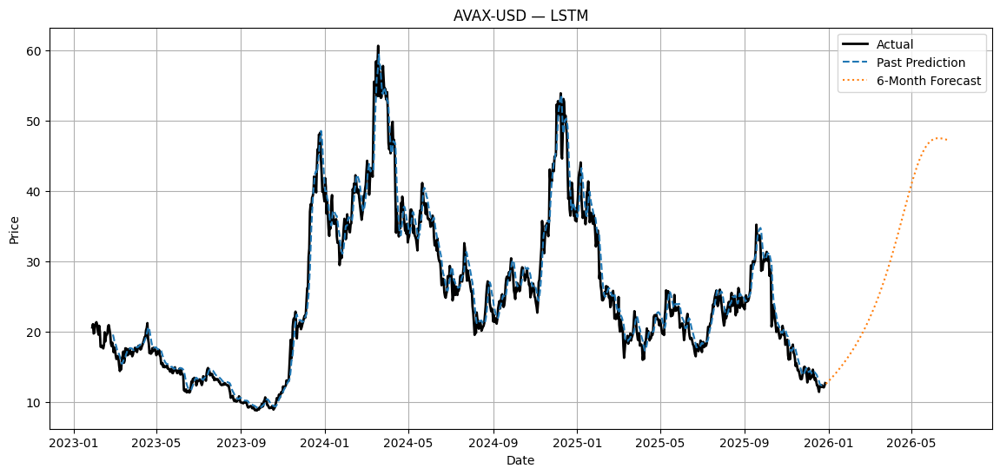 AVAX-USD — LSTM
Actual
Past Prediction
6-Month Forecast
Price
60
50
40
30
20
10
2023-01 2023-05 2023-09 2024-01 2024-05 2024-09 2025-01 2025-05 2025-09 2026-01 2026-05
Date